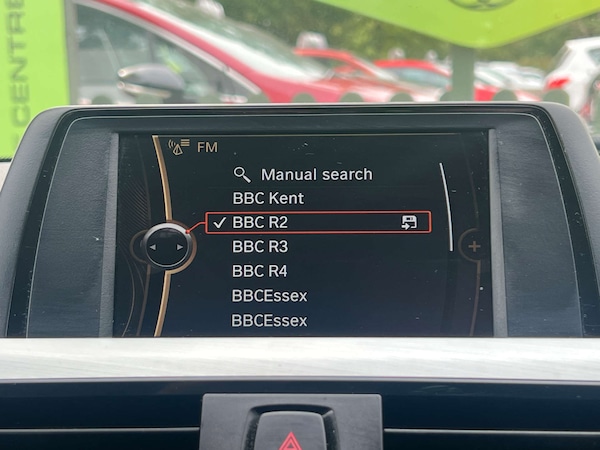 CENTRE
FM
Manual search
BBC Kent
BBC R2
BBC R3
BBC R4
BBCEssex
BBCEssex